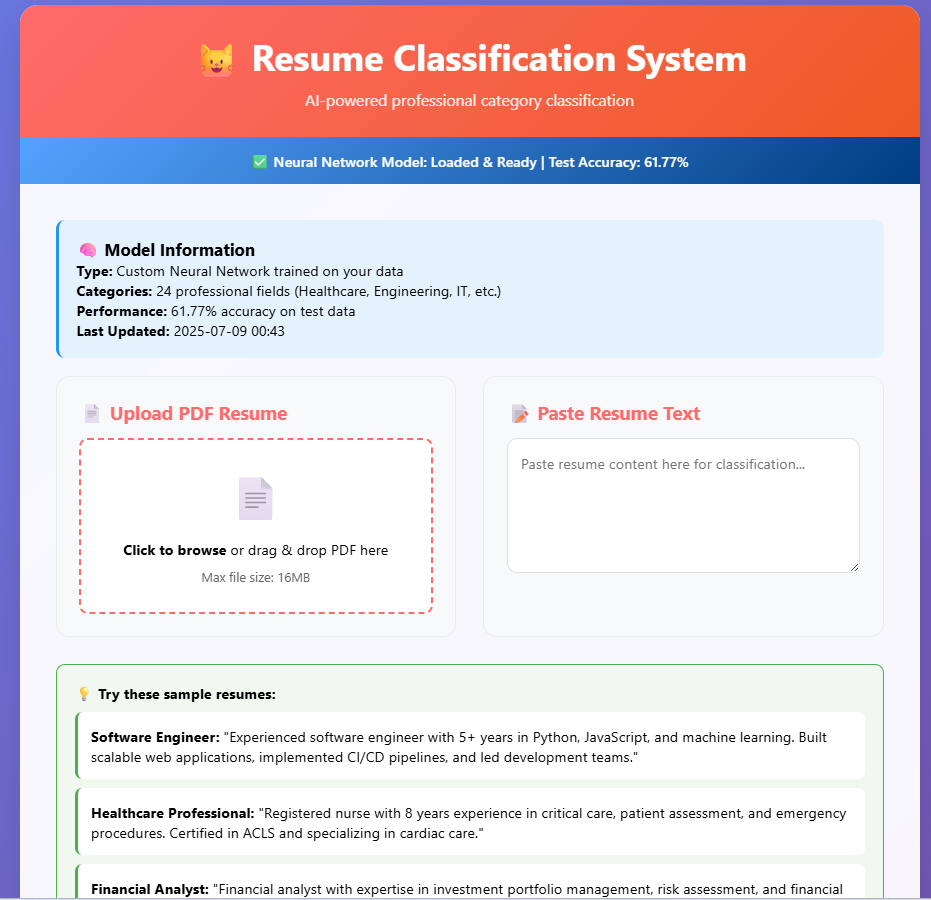 😺 Resume Classification System
AI-powered professional category classification
✅ Neural Network Model: Loaded & Ready | Test Accuracy: 61.77%
🧠 Model Information
Type: Custom Neural Network trained on your data
Categories: 24 professional fields (Healthcare, Engineering, IT, etc.)
Performance: 61.77% accuracy on test data
Last Updated: 2025-07-09 00:43
📄 Upload PDF Resume
Click to browse or drag & drop PDF here
Max file size: 16MB
📝 Paste Resume Text
Paste resume content here for classification...
💡 Try these sample resumes:
Software Engineer: "Experienced software engineer with 5+ years in Python, JavaScript, and machine learning. Built
scalable web applications, implemented CI/CD pipelines, and led development teams."
Healthcare Professional: "Registered nurse with 8 years experience in critical care, patient assessment, and emergency
procedures. Certified in ACLS and specializing in cardiac care."
Financial Analyst: "Financial analyst with expertise in investment portfolio management, risk assessment, and financial